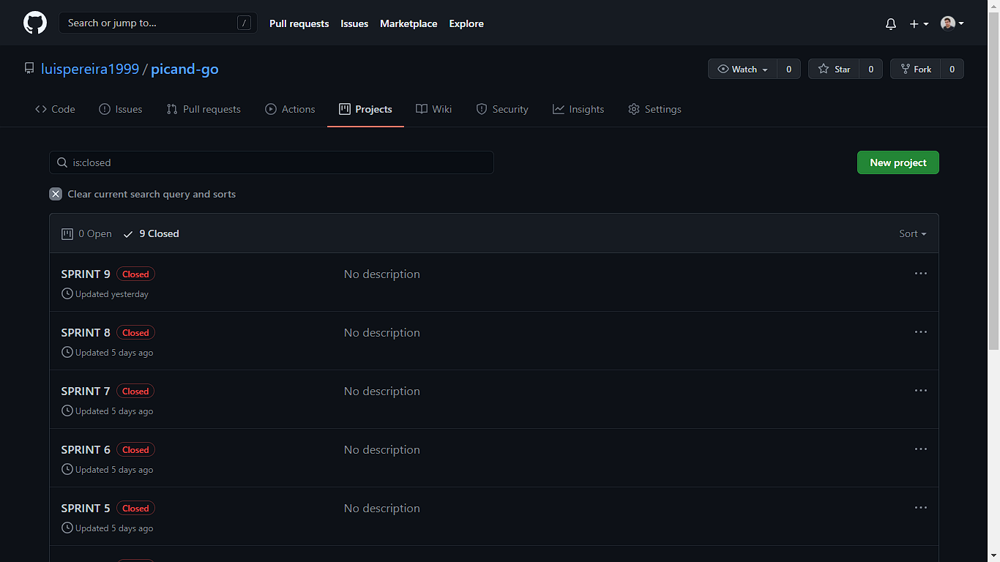 Search or jump to... / Pull requests Issues Marketplace Explore
luispereira1999 / picand-go Watch 0 Star 0 Fork 0
Code Issues Pull requests Actions Projects Wiki Security Insights Settings
is:closed New project
Clear current search query and sorts
0 Open 9 Closed Sort
SPRINT 9 Closed No description
Updated yesterday
SPRINT 8 Closed No description
Updated 5 days ago
SPRINT 7 Closed No description
Updated 5 days ago
SPRINT 6 Closed No description
Updated 5 days ago
SPRINT 5 Closed No description
Updated 5 days ago